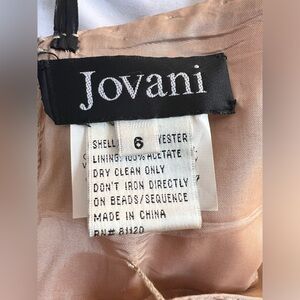 Jovani
6
SHELL YESTER
LINING: 100% ACETATE
DRY CLEAN ONLY
DON'T IRON DIRECTLY
ON BEADS/SEQUENCE
MADE IN CHINA
RN# 81120